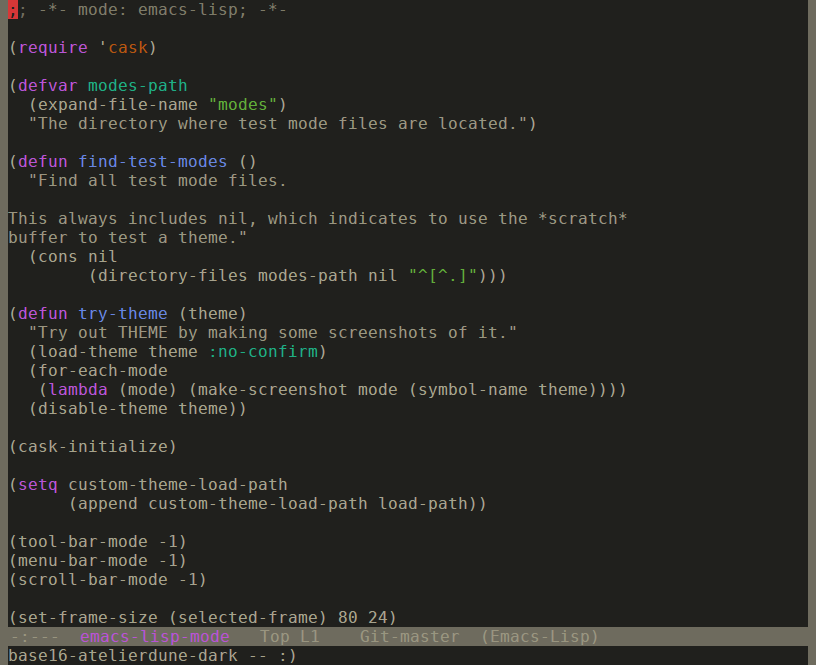 ;; -*- mode: emacs-lisp; -*-
(require 'cask)
(defvar modes-path
  (expand-file-name "modes")
  "The directory where test mode files are located.")
(defun find-test-modes ()
  "Find all test mode files.
This always includes nil, which indicates to use the *scratch*
buffer to test a theme."
  (cons nil
        (directory-files modes-path nil "^[^.]")))
(defun try-theme (theme)
  "Try out THEME by making some screenshots of it."
  (load-theme theme :no-confirm)
  (for-each-mode
   (lambda (mode) (make-screenshot mode (symbol-name theme))))
  (disable-theme theme))
(cask-initialize)
(setq custom-theme-load-path
      (append custom-theme-load-path load-path))
(tool-bar-mode -1)
(menu-bar-mode -1)
(scroll-bar-mode -1)
(set-frame-size (selected-frame) 80 24)
-:---  emacs-lisp-mode   Top L1    Git-master  (Emacs-Lisp)
base16-atelierdune-dark -- :)